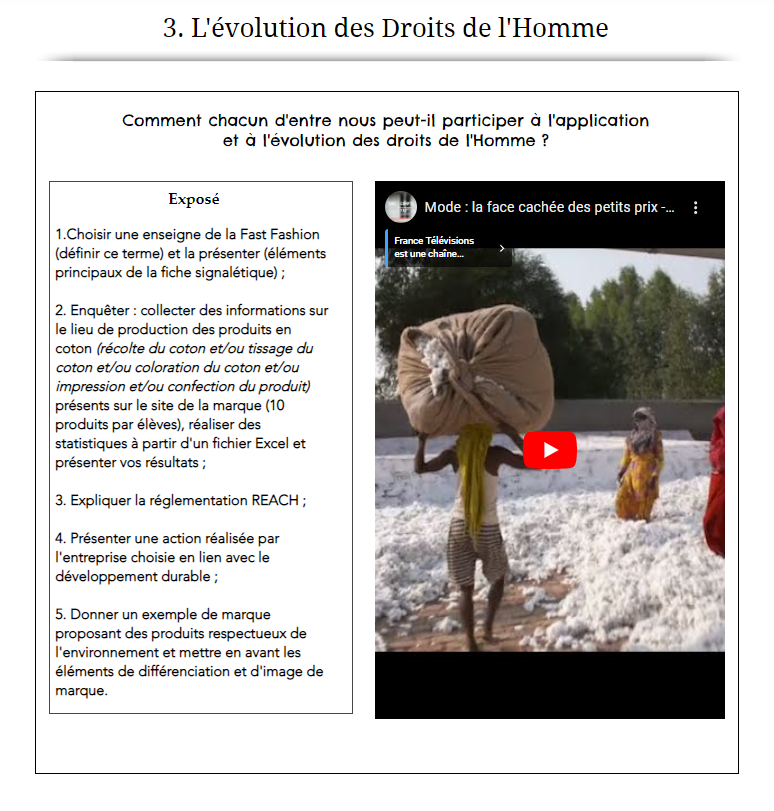 3. L'évolution des Droits de l'Homme
Comment chacun d'entre nous peut-il participer à l'application
et à l'évolution des droits de l'Homme ?
Exposé
1.Choisir une enseigne de la Fast Fashion
(définir ce terme) et la présenter (éléments
principaux de la fiche signalétique) ;
2. Enquêter : collecter des informations sur
le lieu de production des produits en
coton (récolte du coton et/ou tissage du
coton et/ou coloration du coton et/ou
impression et/ou confection du produit)
présents sur le site de la marque (10
produits par élèves), réaliser des
statistiques à partir d'un fichier Excel et
présenter vos résultats ;
3. Expliquer la réglementation REACH ;
4. Présenter une action réalisée par
l'entreprise choisie en lien avec le
développement durable ;
5. Donner un exemple de marque
proposant des produits respectueux de
l'environnement et mettre en avant les
éléments de différenciation et d'image de
marque.
Mode : la face cachée des petits prix -...
France Télévisions
est une chaîne...